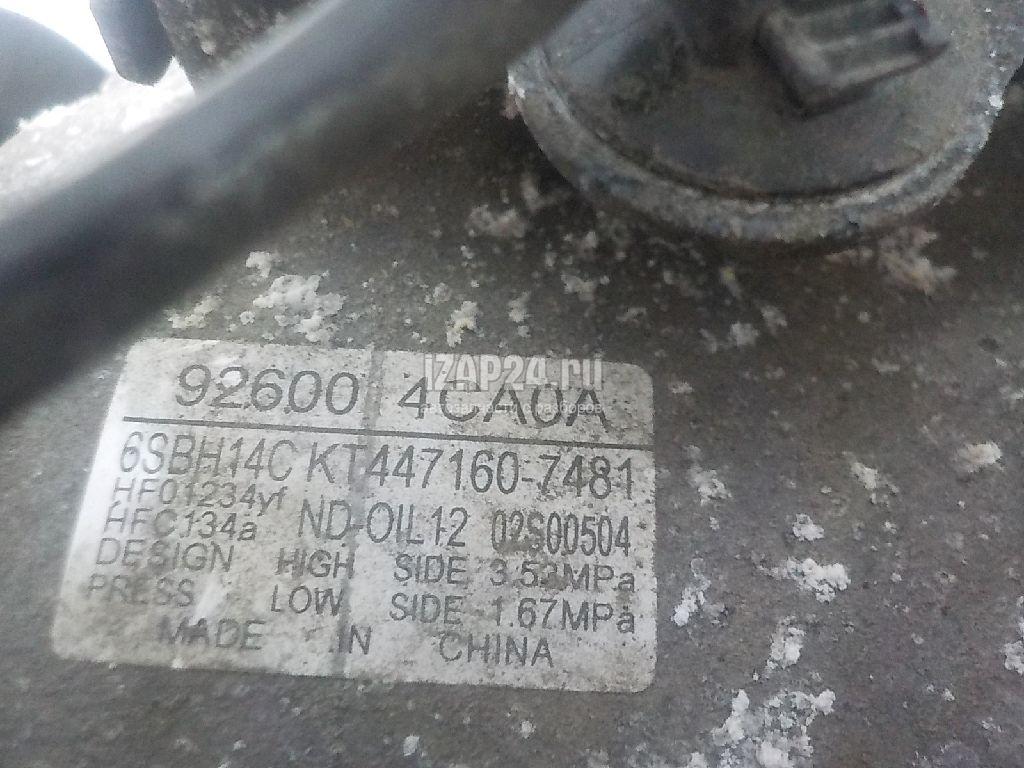 iZAP24.ru
92600 4CA0A
6SBH14C KT447160-7481
HFO1234yf
HFC134a ND-OIL12 02S00504
DESIGN HIGH SIDE 3.53MPa
PRESS LOW SIDE 1.67MPa
MADE IN CHINA